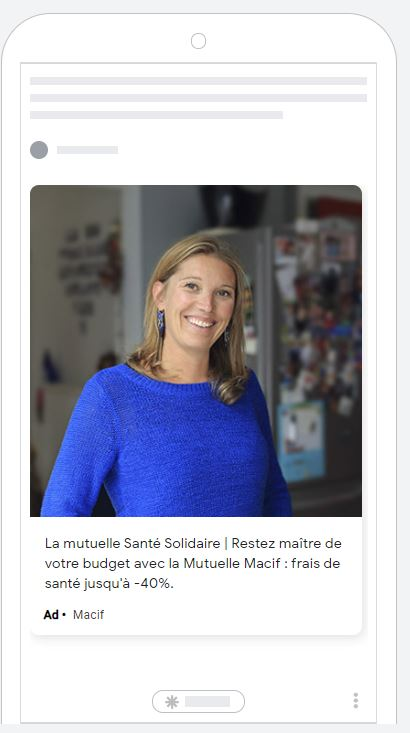 La mutuelle Santé Solidaire | Restez maître de
votre budget avec la Mutuelle Macif : frais de
santé jusqu'à -40%.
Ad • Macif